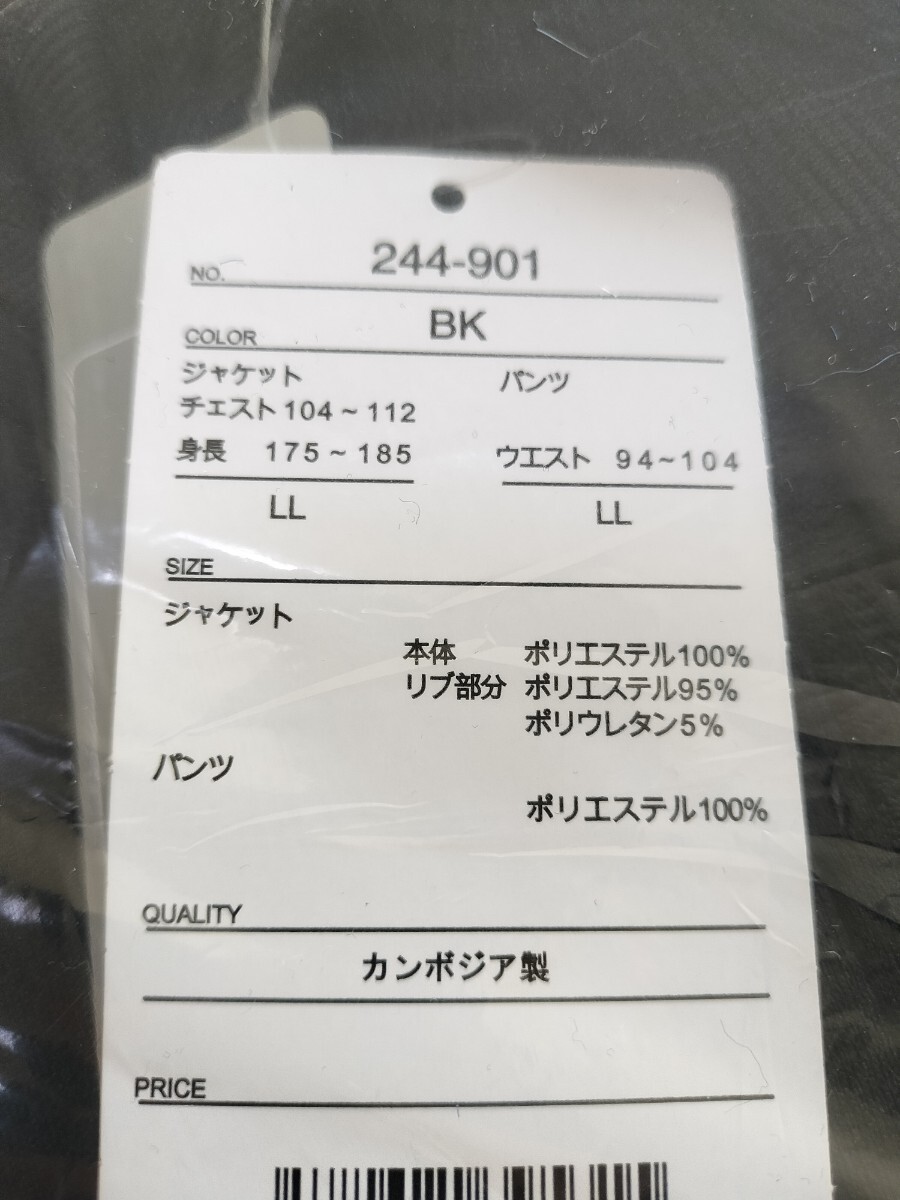 NO. 244-901
COLOR BK
ジャケット パンツ
チェスト104~112
身長 175~185 ウエスト 94~104
LL LL
SIZE
ジャケット
本体 ポリエステル100%
リブ部分 ポリエステル95%
ポリウレタン5%
パンツ
ポリエステル100%
QUALITY
カンボジア製
PRICE